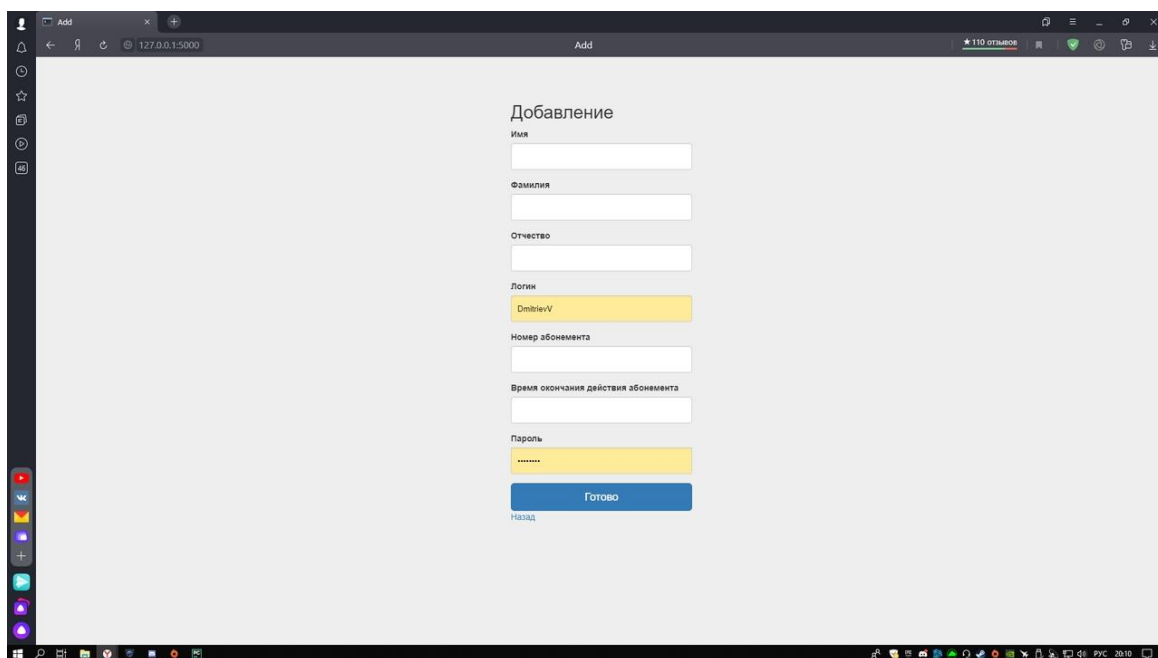 Add
127.0.0.1:5000
Add
★ 110 отзывов
46
Добавление
Имя
Фамилия
Отчество
Логин
DmitrievV
Номер абонемента
Время окончания действия абонемента
Пароль
••••••••
Готово
Назад
РУС 20:10